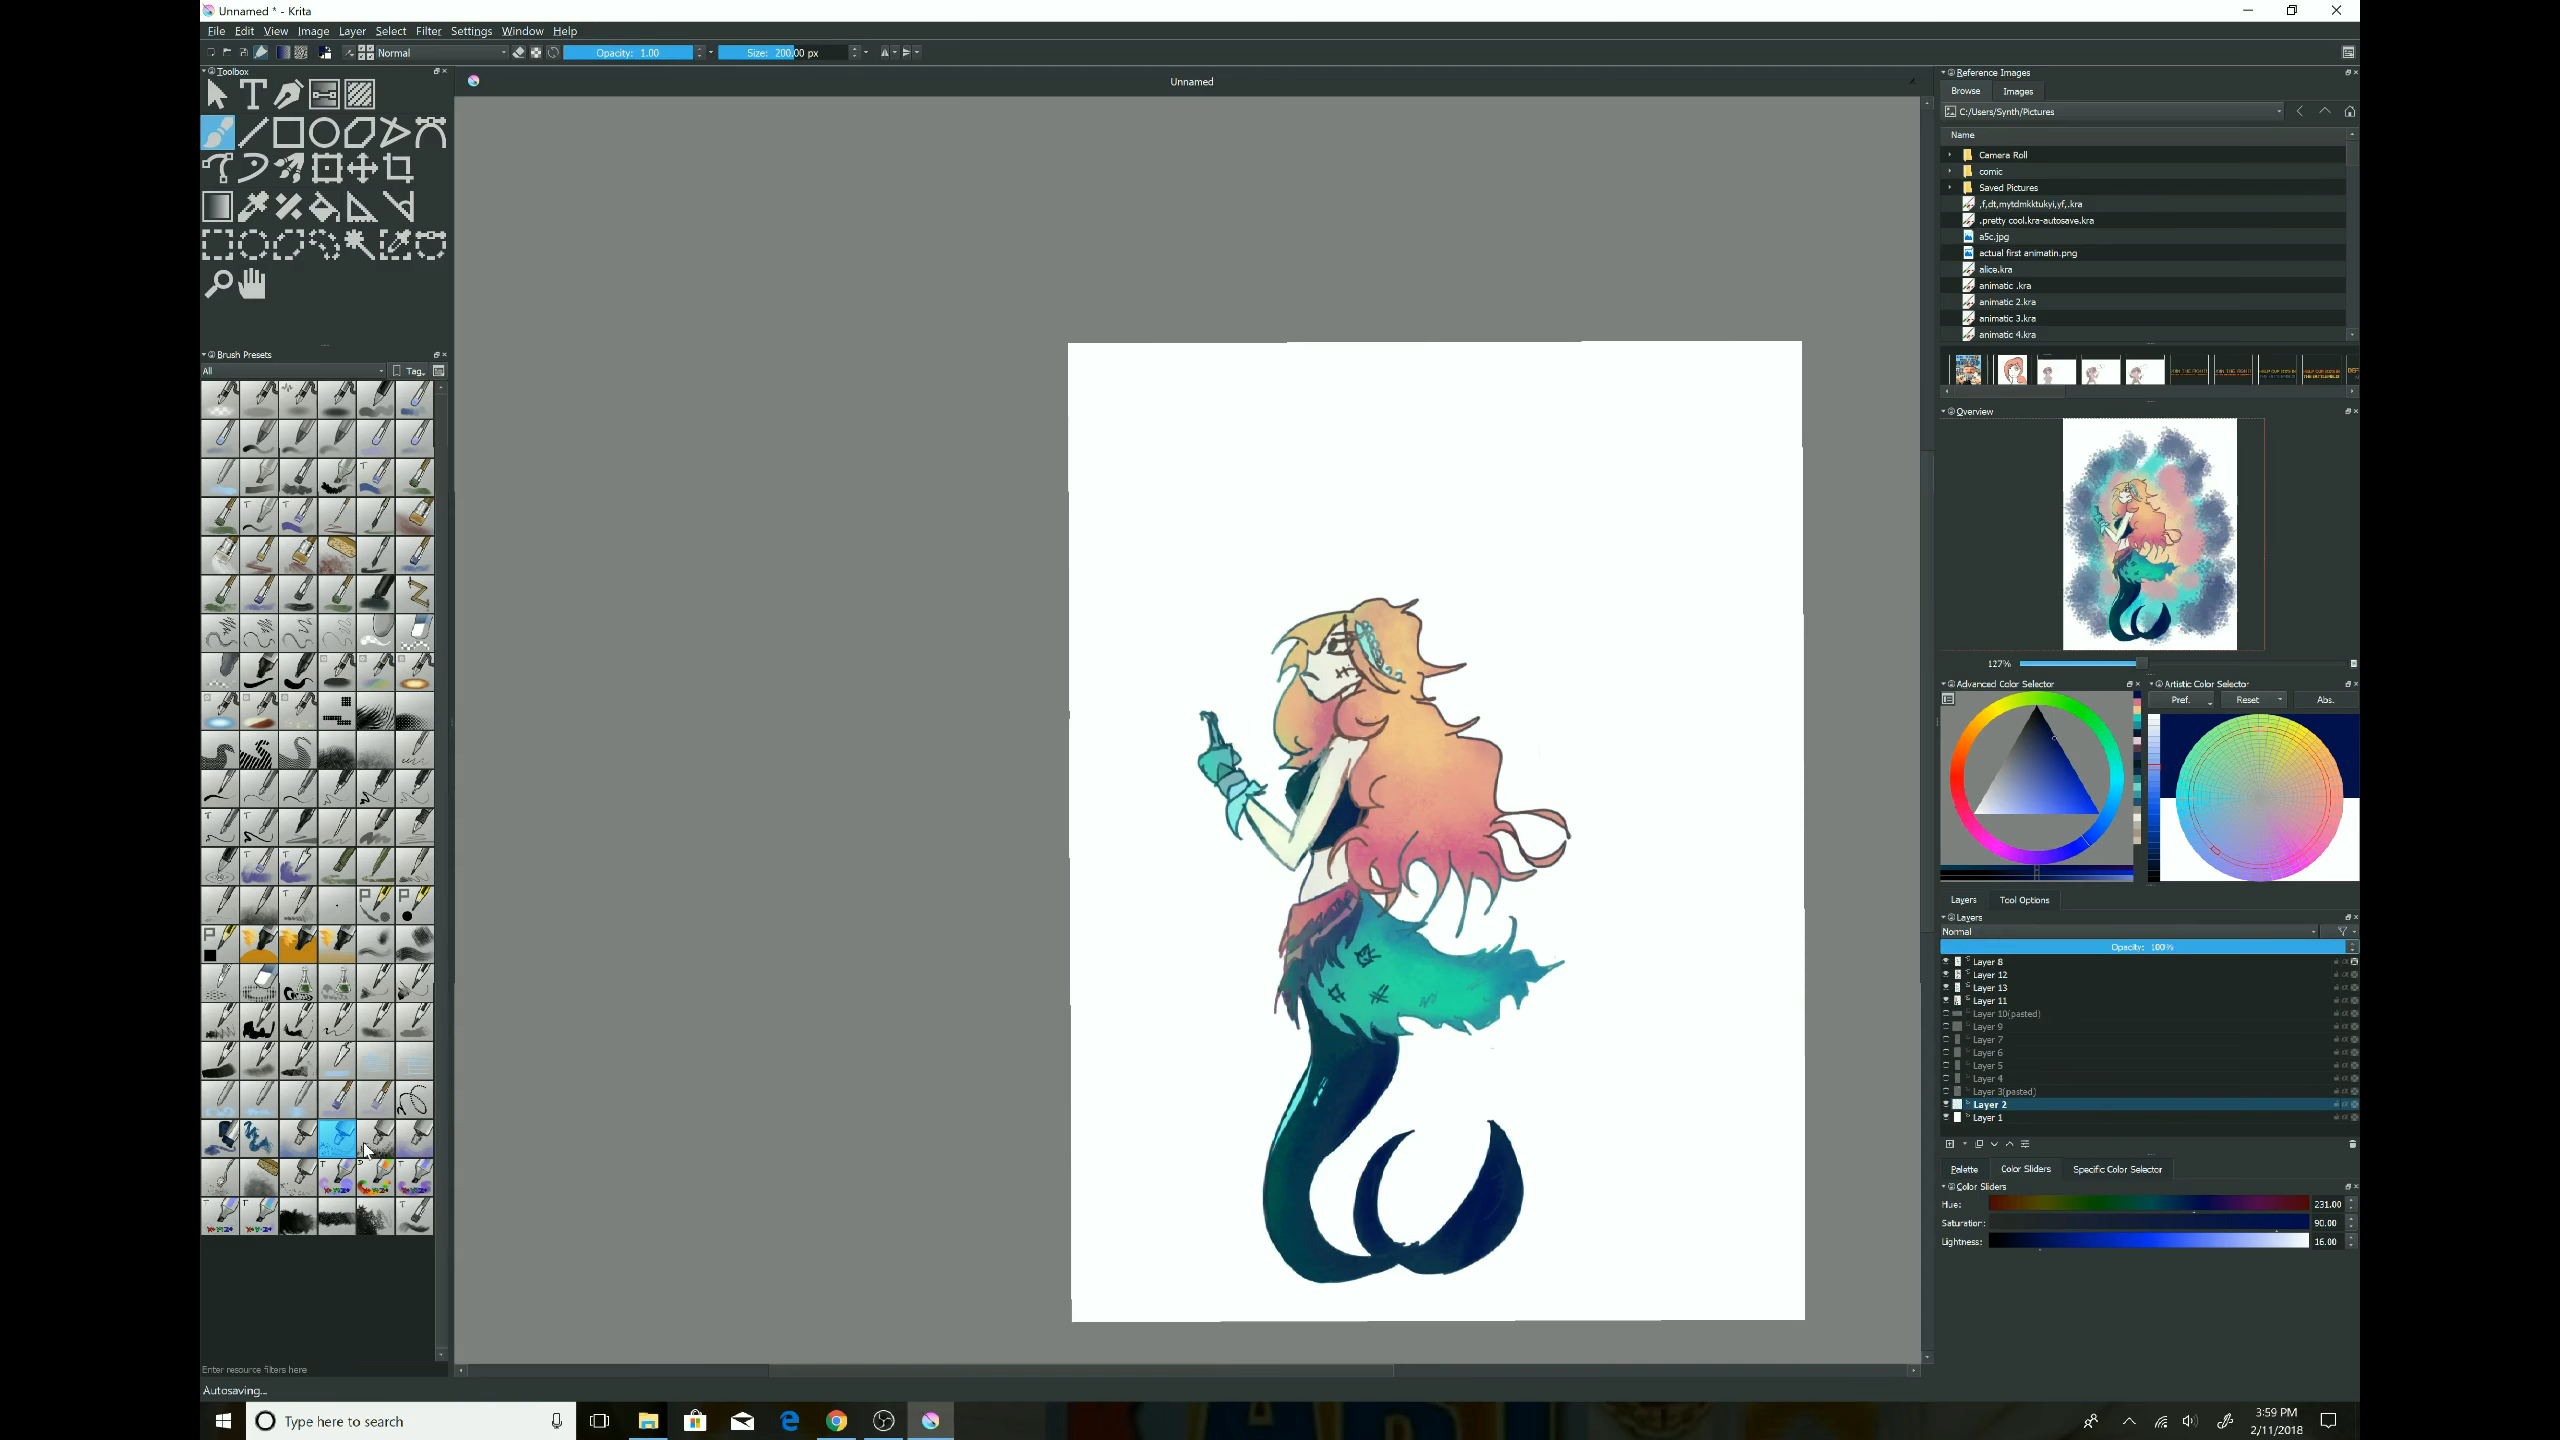 Unnamed * - Krita
File Edit View Image Layer Select Filter Settings Window Help
Normal
Opacity: 1.00
Size: 200.00 px
Toolbox
Unnamed
Reference Images
Browse Images
C:/Users/Synth/Pictures
Name
Camera Roll
comic
Saved Pictures
,f,dt,mytdmkktukyi,yf,.kra
.pretty cool.kra-autosave.kra
a5c.jpg
actual first animatin.png
alice.kra
animatic .kra
animatic 2.kra
animatic 3.kra
animatic 4.kra
Brush Presets
All
Tag
Overview
127%
Advanced Color Selector
Artistic Color Selector
Pref. Reset Abs.
Layers Tool Options
Layers
Normal
Opacity: 100%
Layer 8
Layer 12
Layer 13
Layer 11
Layer 10(pasted)
Layer 9
Layer 7
Layer 6
Layer 5
Layer 4
Layer 3(pasted)
Layer 2
Layer 1
Palette Color Sliders Specific Color Selector
Color Sliders
Hue: 231.00
Saturation: 90.00
Lightness: 16.00
Enter resource filters here
Autosaving...
Type here to search
3:59 PM
2/11/2018